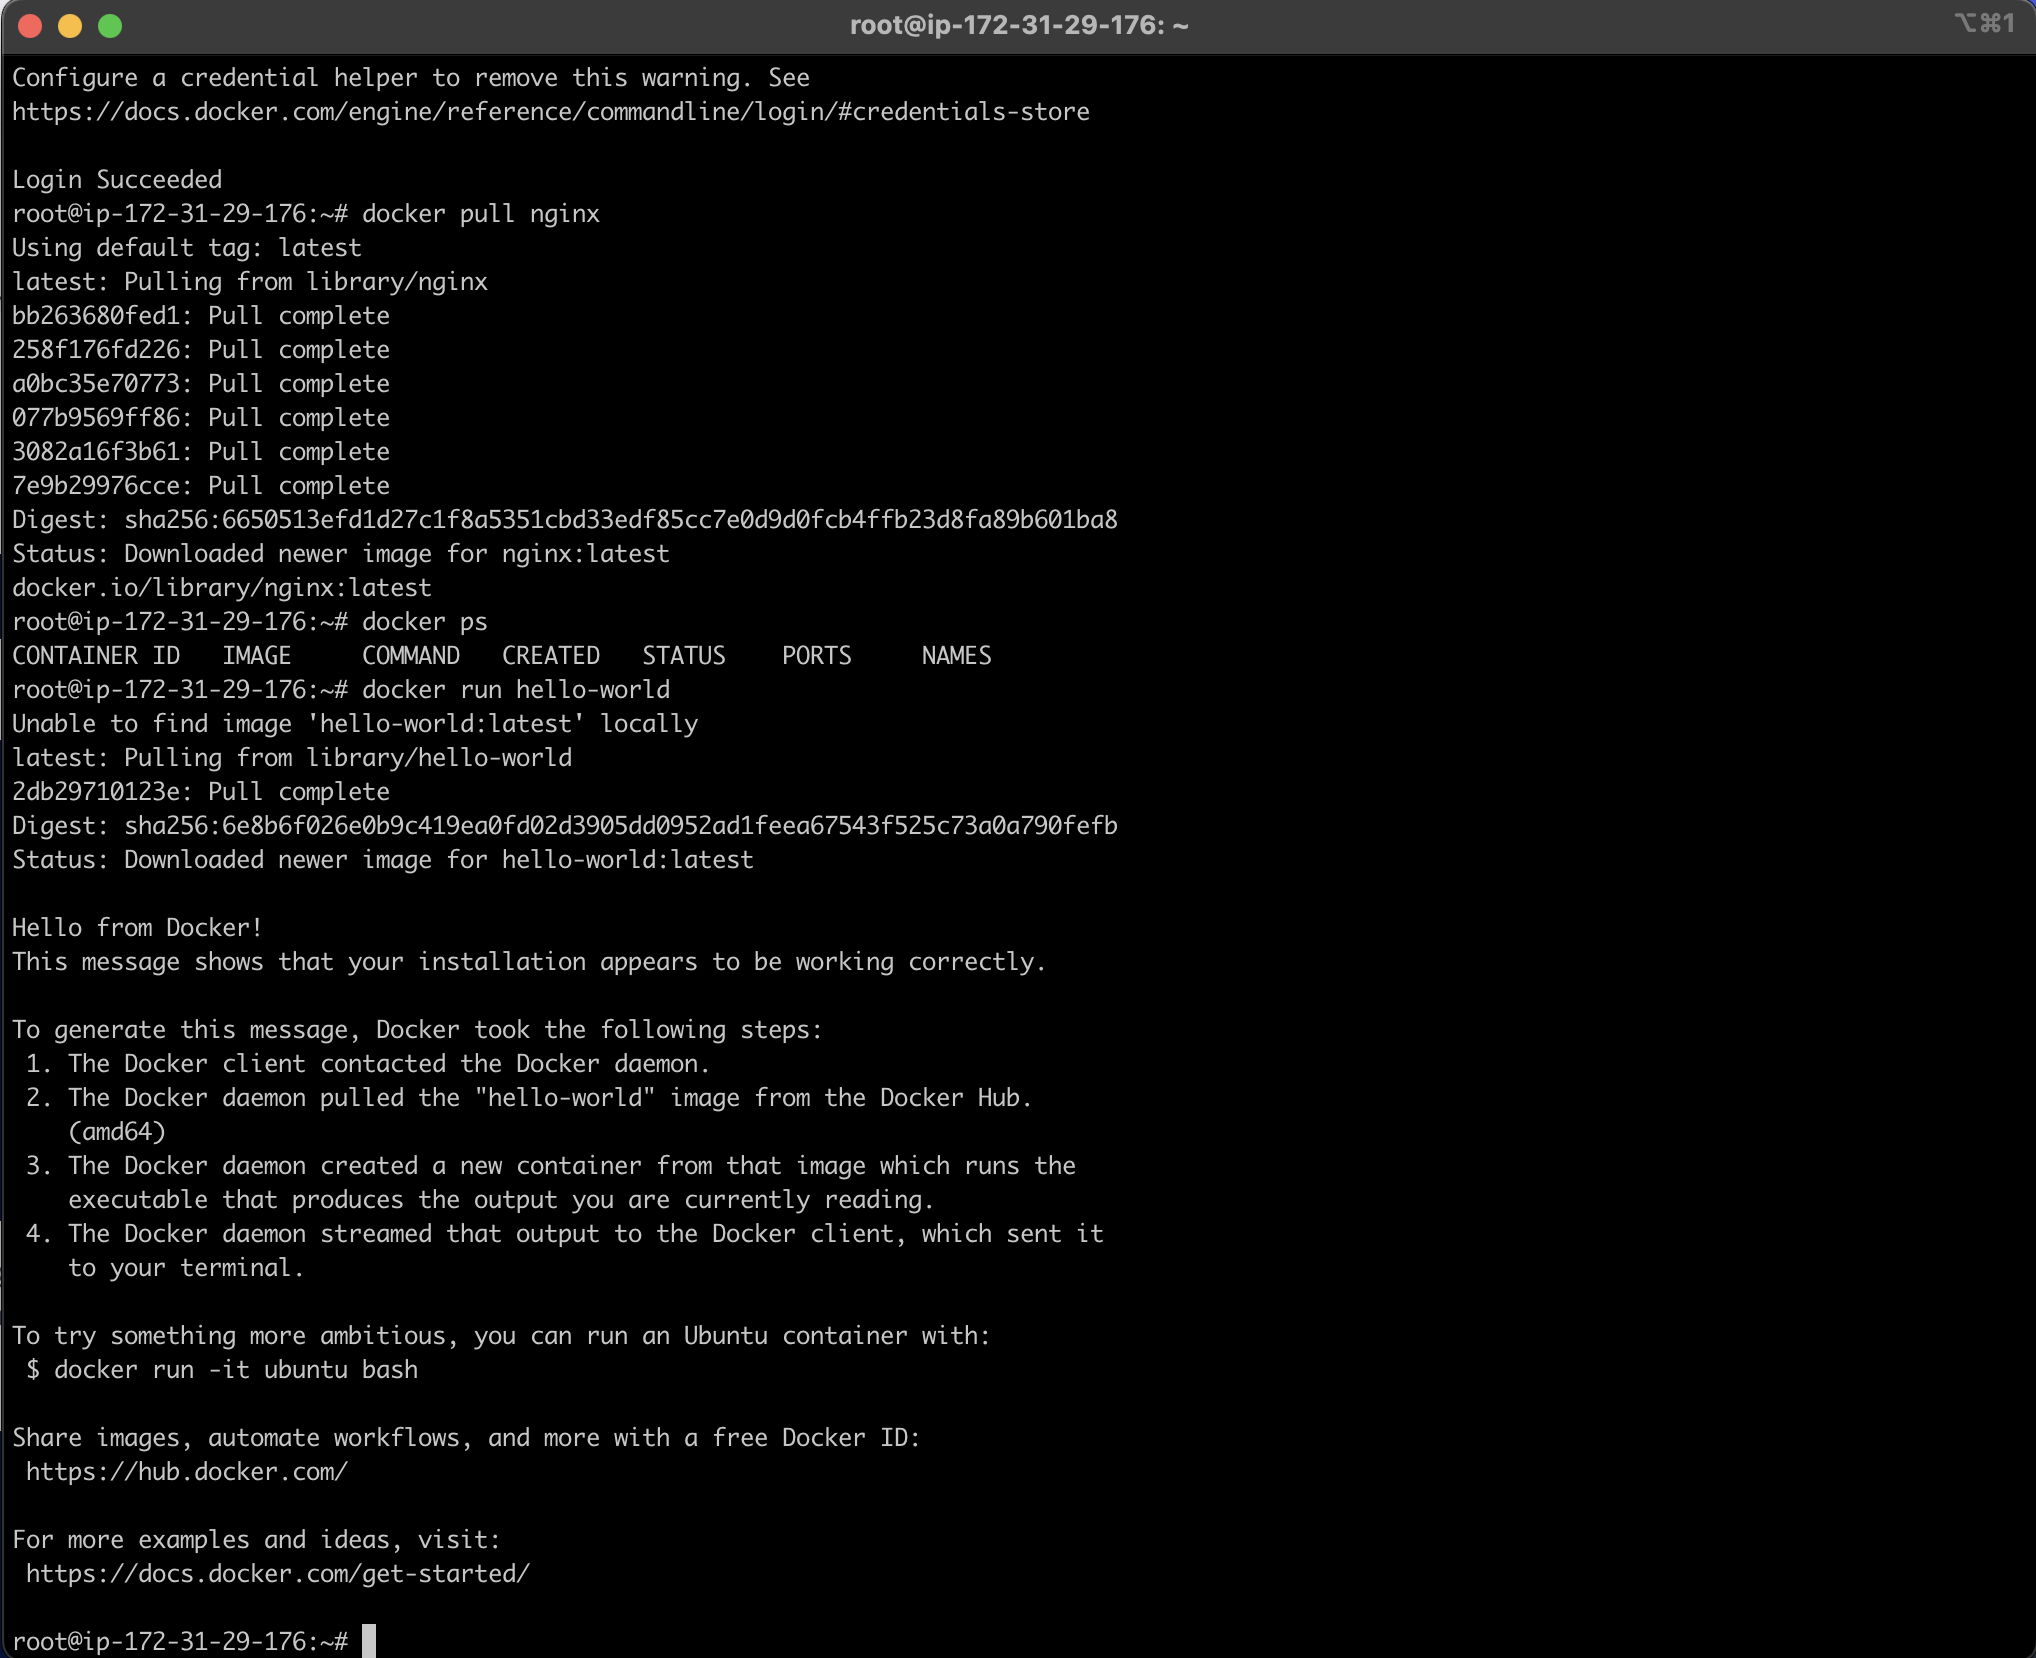 root@ip-172-31-29-176: ~
⌥⌘1
Configure a credential helper to remove this warning. See
https://docs.docker.com/engine/reference/commandline/login/#credentials-store
Login Succeeded
root@ip-172-31-29-176:~# docker pull nginx
Using default tag: latest
latest: Pulling from library/nginx
bb263680fed1: Pull complete
258f176fd226: Pull complete
a0bc35e70773: Pull complete
077b9569ff86: Pull complete
3082a16f3b61: Pull complete
7e9b29976cce: Pull complete
Digest: sha256:6650513efd1d27c1f8a5351cbd33edf85cc7e0d9d0fcb4ffb23d8fa89b601ba8
Status: Downloaded newer image for nginx:latest
docker.io/library/nginx:latest
root@ip-172-31-29-176:~# docker ps
CONTAINER ID   IMAGE     COMMAND   CREATED   STATUS    PORTS     NAMES
root@ip-172-31-29-176:~# docker run hello-world
Unable to find image 'hello-world:latest' locally
latest: Pulling from library/hello-world
2db29710123e: Pull complete
Digest: sha256:6e8b6f026e0b9c419ea0fd02d3905dd0952ad1feea67543f525c73a0a790fefb
Status: Downloaded newer image for hello-world:latest
Hello from Docker!
This message shows that your installation appears to be working correctly.
To generate this message, Docker took the following steps:
 1. The Docker client contacted the Docker daemon.
 2. The Docker daemon pulled the "hello-world" image from the Docker Hub.
    (amd64)
 3. The Docker daemon created a new container from that image which runs the
    executable that produces the output you are currently reading.
 4. The Docker daemon streamed that output to the Docker client, which sent it
    to your terminal.
To try something more ambitious, you can run an Ubuntu container with:
 $ docker run -it ubuntu bash
Share images, automate workflows, and more with a free Docker ID:
 https://hub.docker.com/
For more examples and ideas, visit:
 https://docs.docker.com/get-started/
root@ip-172-31-29-176:~#